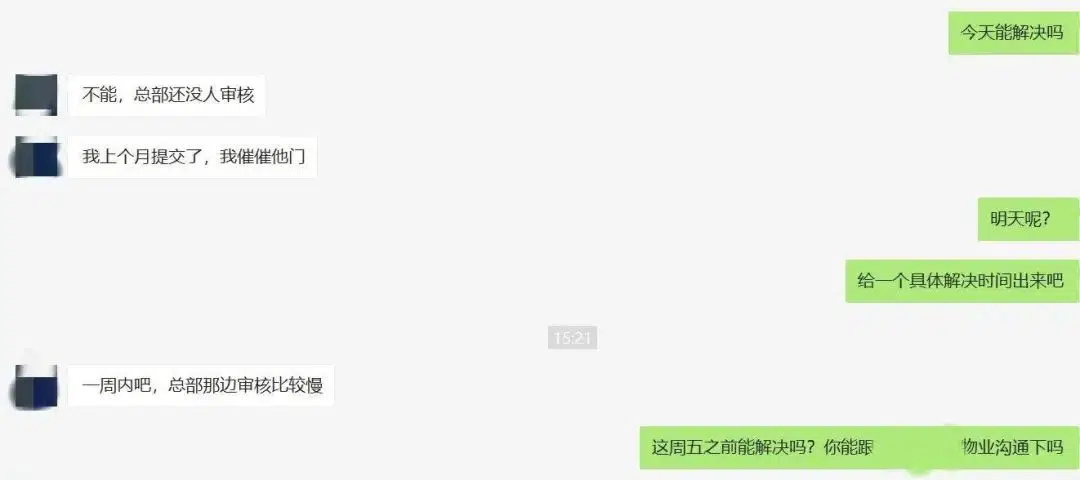 今天能解决吗
不能，总部还没人审核
我上个月提交了，我催催他门
明天呢？
给一个具体解决时间出来吧
15:21
一周内吧，总部那边审核比较慢
这周五之前能解决吗？你能跟 物业沟通下吗